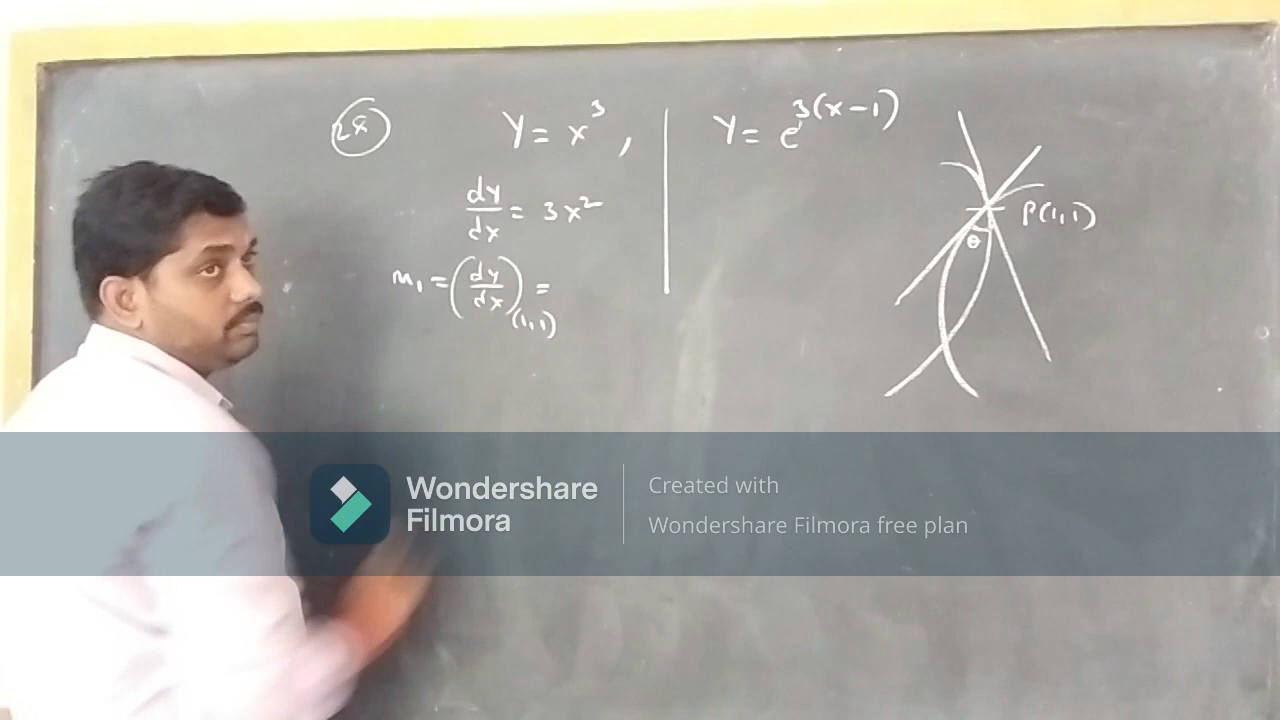 28
y = x³,
dy/dx = 3x²
m₁ = (dy/dx)(1,1) =
y = e^3(x-1)
P(1,1)
θ
Wondershare
Filmora
Created with
Wondershare Filmora free plan